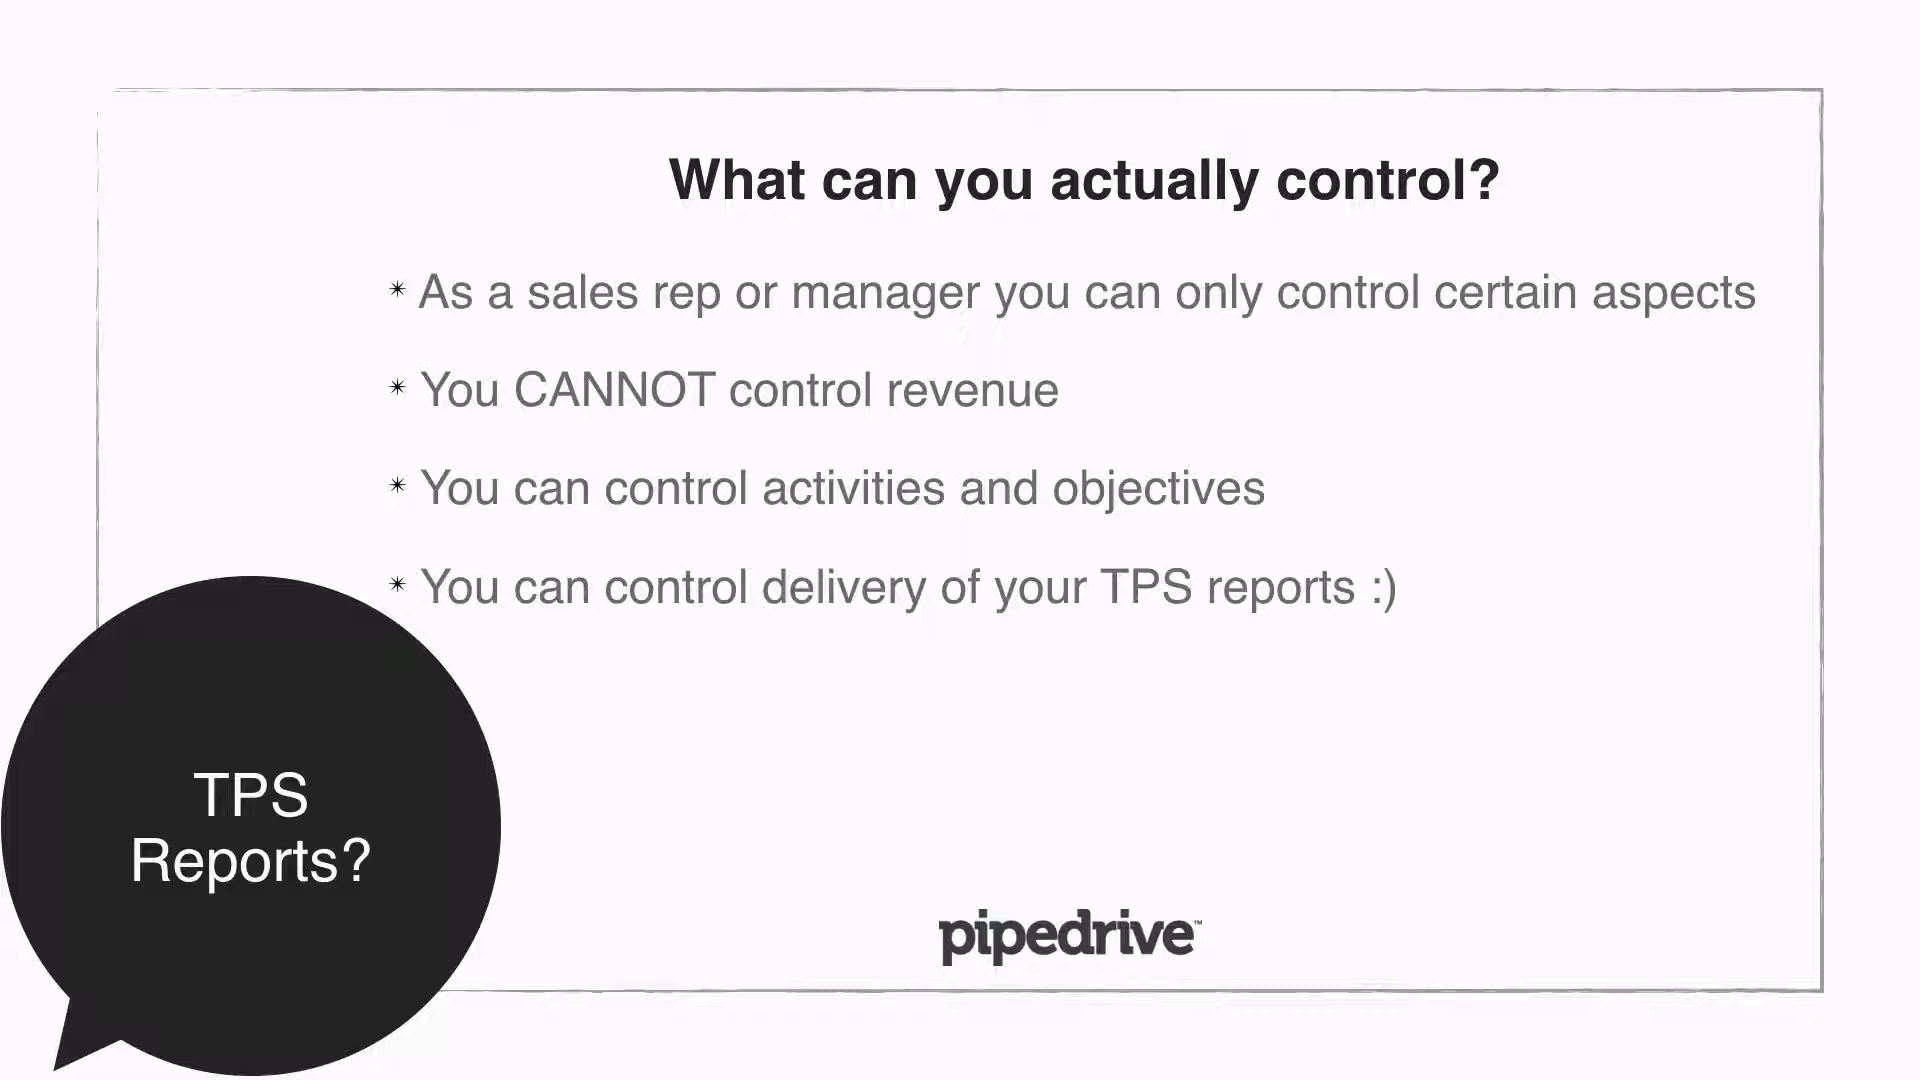 What can you actually control?
* As a sales rep or manager you can only control certain aspects
* You CANNOT control revenue
* You can control activities and objectives
* You can control delivery of your TPS reports :)
TPS
Reports?
pipedrive™